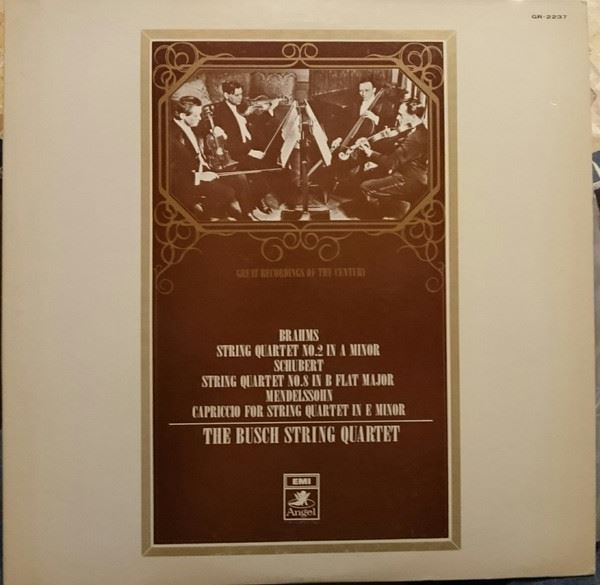 GR-2237
GREAT RECORDINGS OF THE CENTURY
BRAHMS
STRING QUARTET NO.2 IN A MINOR
SCHUBERT
STRING QUARTET NO.8 IN B FLAT MAJOR
MENDELSSOHN
CAPRICCIO FOR STRING QUARTET IN E MINOR
THE BUSCH STRING QUARTET
EMI
Angel